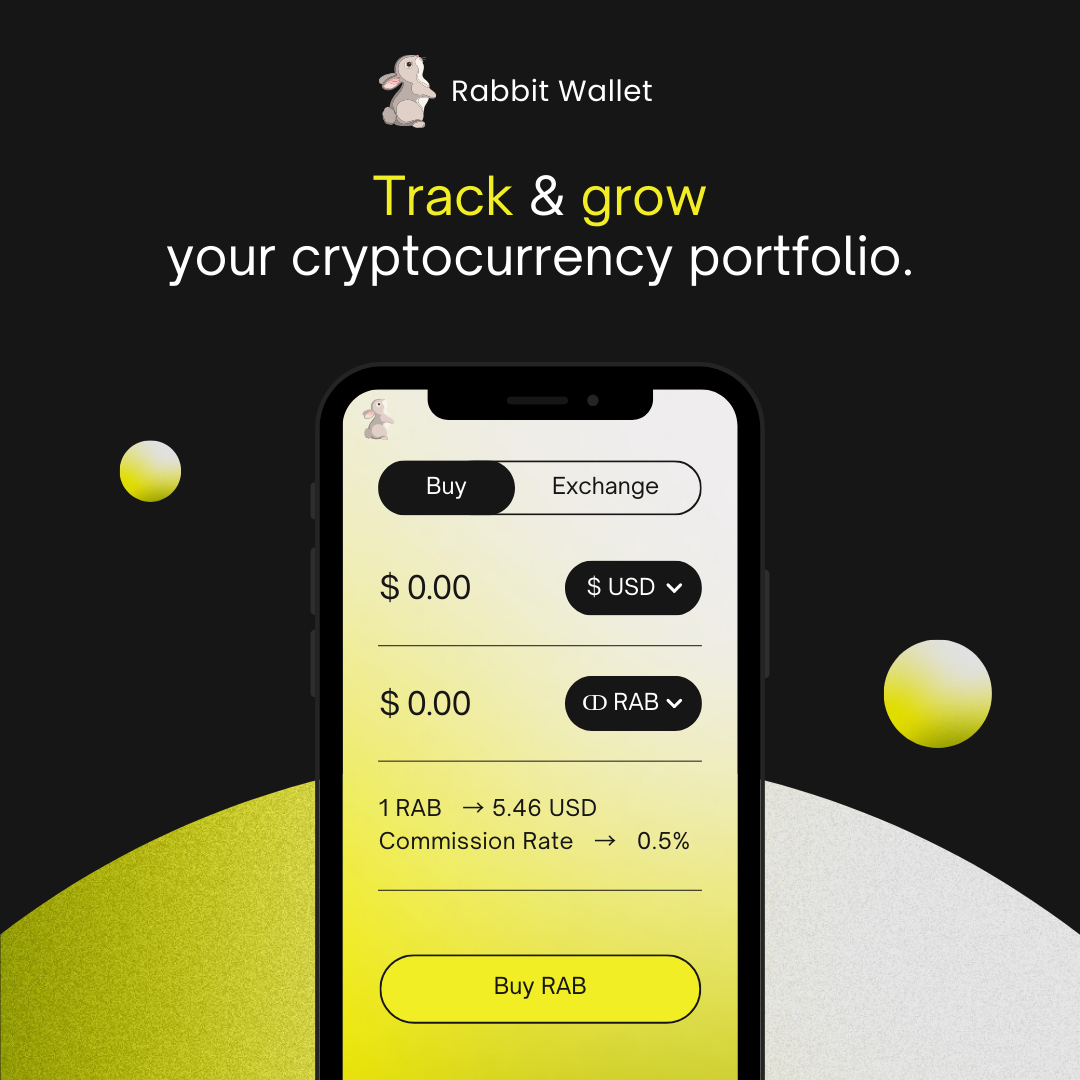 Rabbit Wallet
Track & grow
your cryptocurrency portfolio.
Buy Exchange
$ 0.00 $ USD
$ 0.00 RAB
1 RAB → 5.46 USD
Commission Rate → 0.5%
Buy RAB